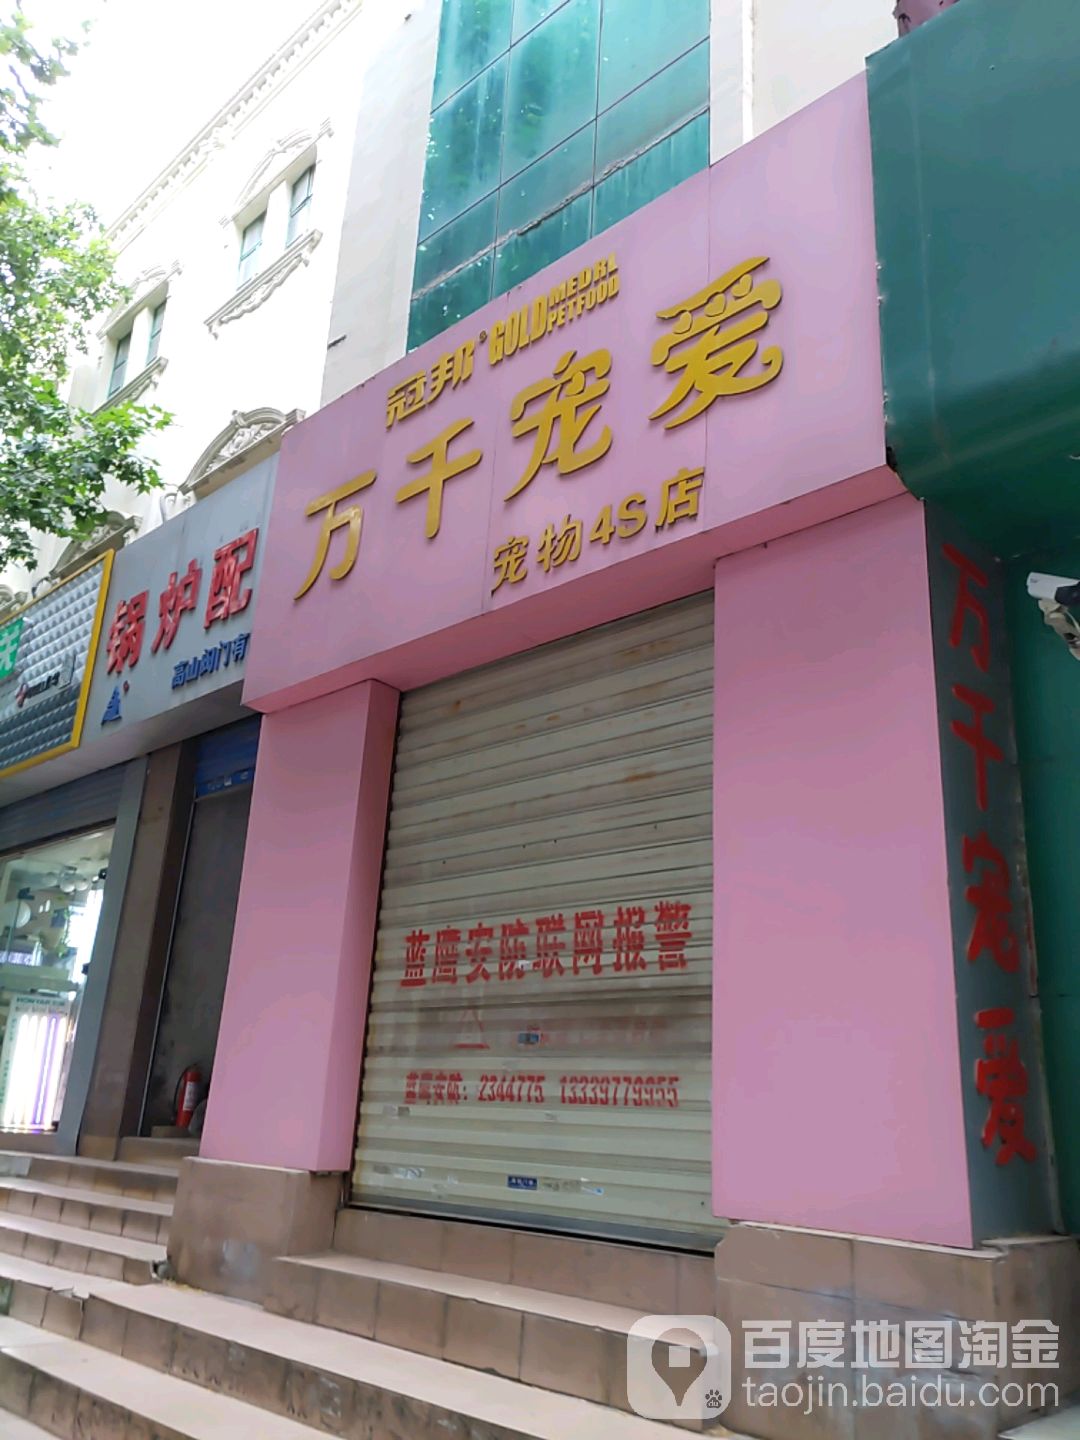 冠邦® GOLD MEDRL PETFOOD
万千宠爱
宠物4S店
锅炉配
高山阀门有
蓝鹰安防联网报警
蓝鹰安防：2344775 13339779955
万千宠爱
百度地图淘金
taojin.baidu.com